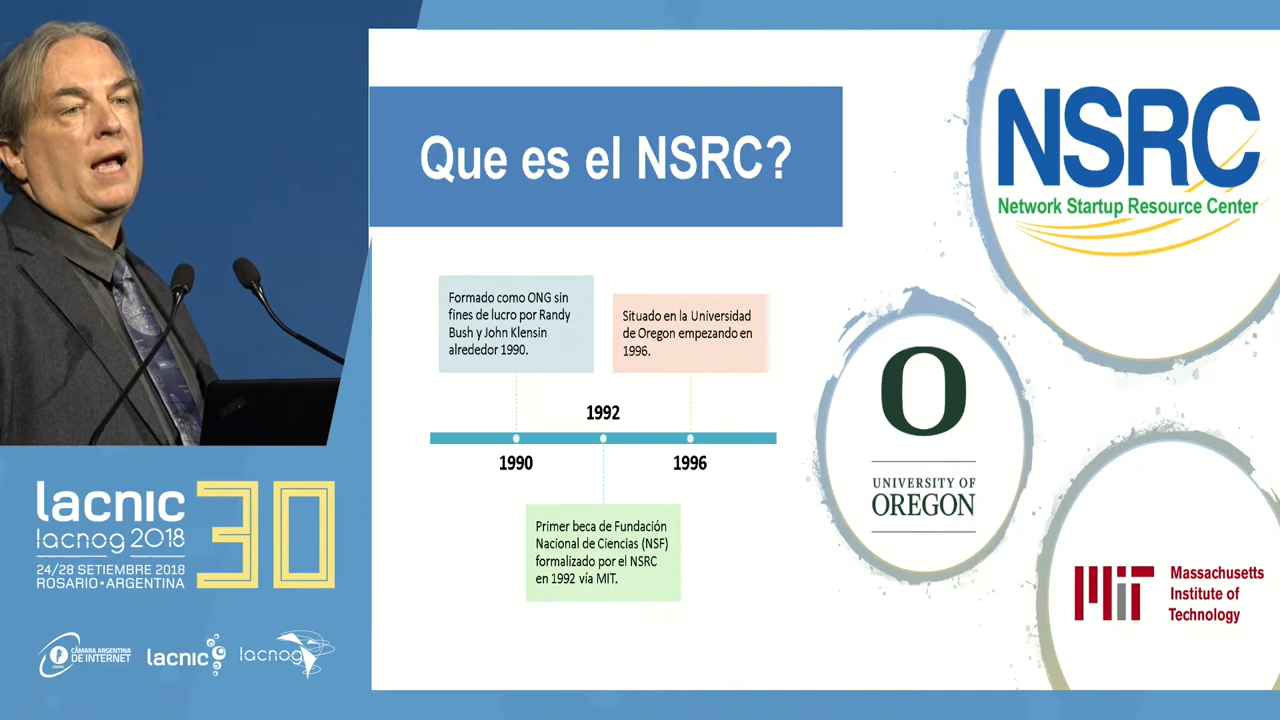 Que es el NSRC?
NSRC
Network Startup Resource Center
Formado como ONG sin
fines de lucro por Randy
Bush y John Klensin
alrededor 1990.
Situado en la Universidad
de Oregon empezando en
1996.
1992
1990
1996
Primer beca de Fundación
Nacional de Ciencias (NSF)
formalizado por el NSRC
en 1992 vía MIT.
O
UNIVERSITY OF
OREGON
MIT
Massachusetts
Institute of
Technology
lacnic 30
lacnog 2018
24/28 SETIEMBRE 2018
ROSARIO • ARGENTINA
CÁMARA ARGENTINA
DE INTERNET
lacnic
lacnog